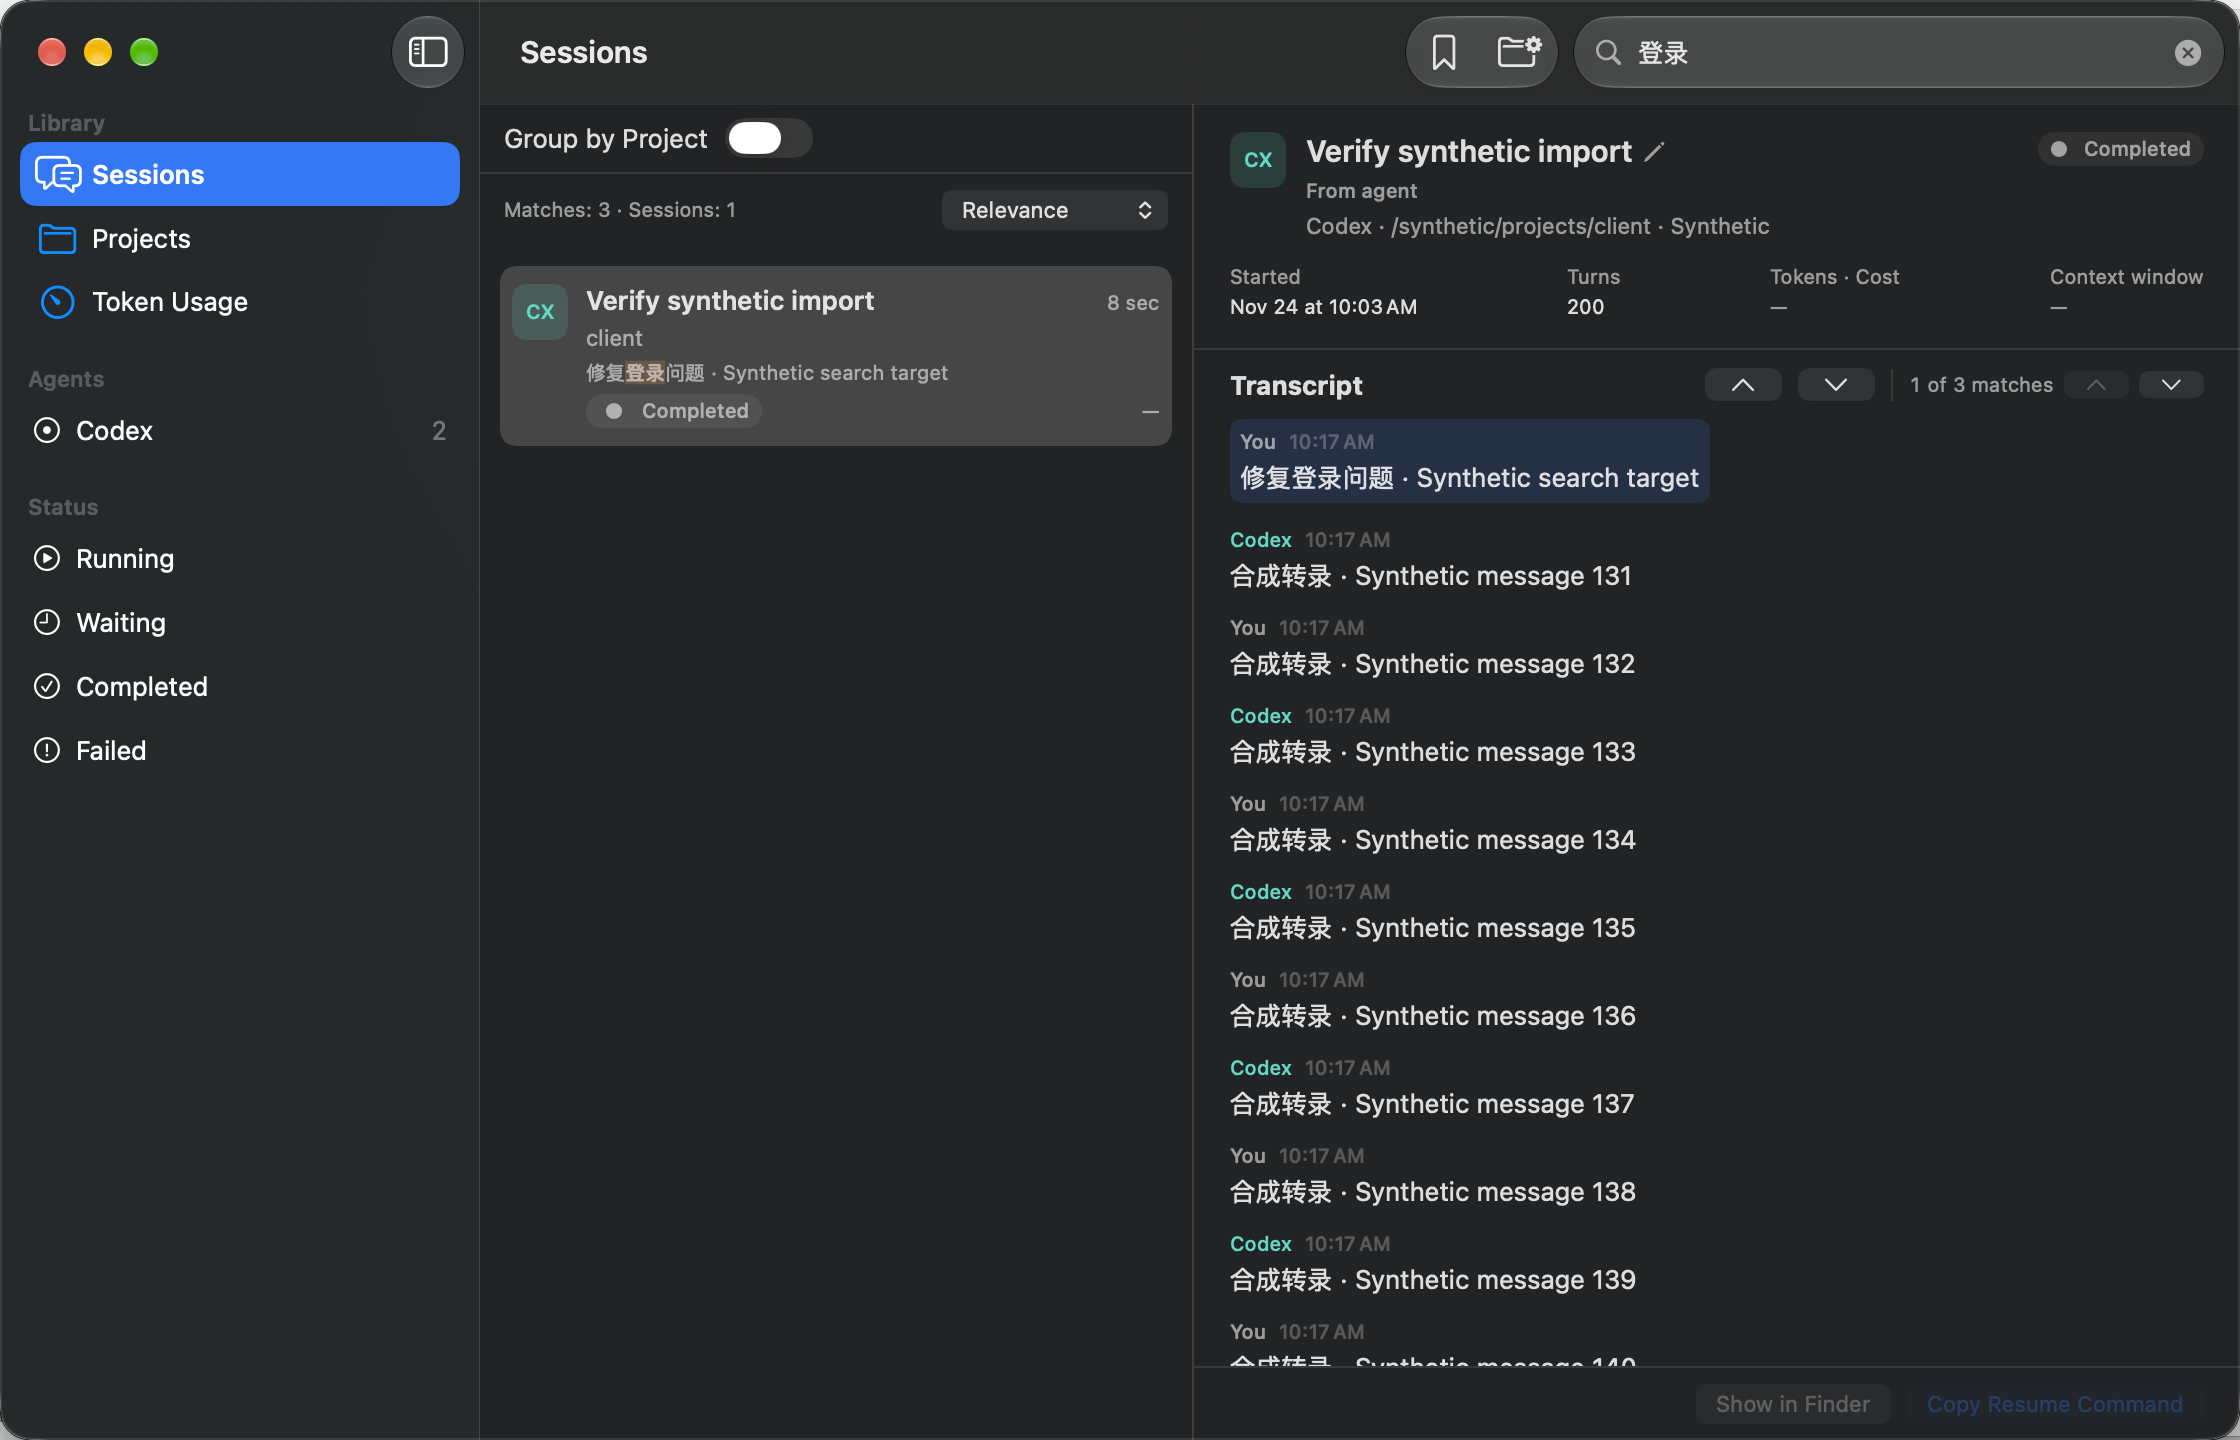 Sessions
登录
Library
Sessions
Projects
Token Usage
Agents
Codex 2
Status
Running
Waiting
Completed
Failed
Group by Project
Matches: 3 · Sessions: 1
Relevance
CX
Verify synthetic import 8 sec
client
修复登录问题 · Synthetic search target
Completed —
CX
Verify synthetic import
Completed
From agent
Codex · /synthetic/projects/client · Synthetic
Started Turns Tokens · Cost Context window
Nov 24 at 10:03 AM 200 — —
Transcript
1 of 3 matches
You 10:17 AM
修复登录问题 · Synthetic search target
Codex 10:17 AM
合成转录 · Synthetic message 131
You 10:17 AM
合成转录 · Synthetic message 132
Codex 10:17 AM
合成转录 · Synthetic message 133
You 10:17 AM
合成转录 · Synthetic message 134
Codex 10:17 AM
合成转录 · Synthetic message 135
You 10:17 AM
合成转录 · Synthetic message 136
Codex 10:17 AM
合成转录 · Synthetic message 137
You 10:17 AM
合成转录 · Synthetic message 138
Codex 10:17 AM
合成转录 · Synthetic message 139
You 10:17 AM
合成转录 · Synthetic message 140
Show in Finder
Copy Resume Command